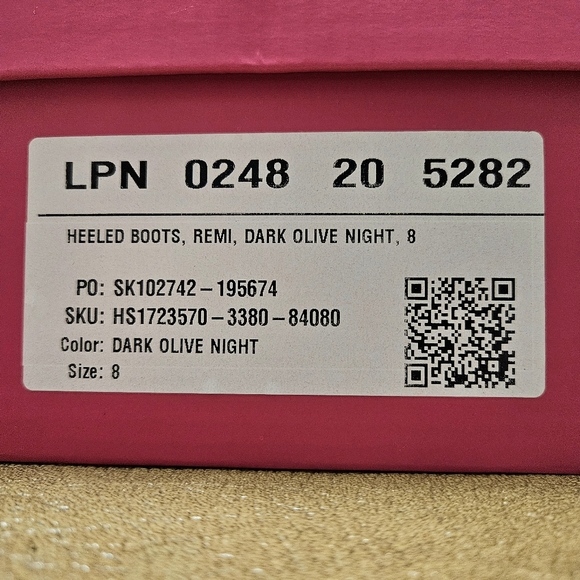 LPN 0248 20 5282
HEELED BOOTS, REMI, DARK OLIVE NIGHT, 8
PO: SK102742-195674
SKU: HS1723570-3380-84080
Color: DARK OLIVE NIGHT
Size: 8